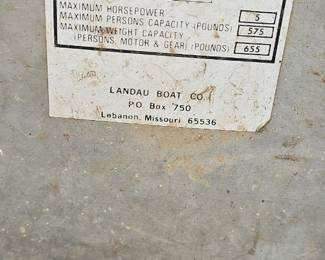 MAXIMUM HORSEPOWER 5
MAXIMUM PERSONS CAPACITY (POUNDS) 575
MAXIMUM WEIGHT CAPACITY
(PERSONS, MOTOR & GEAR) (POUNDS) 655
LANDAU BOAT CO.
P.O. Box 750
Lebanon, Missouri 65536